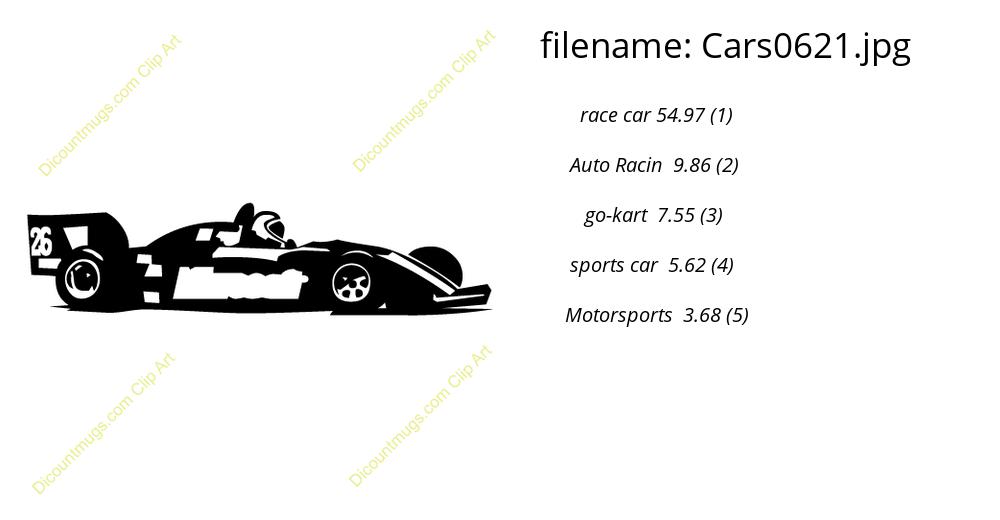 filename: Cars0621.jpg
race car 54.97 (1)
Auto Racin 9.86 (2)
go-kart 7.55 (3)
sports car 5.62 (4)
Motorsports 3.68 (5)
Dicountmugs.com Clip Art
Dicountmugs.com Clip Art
26
Dicountmugs.com Clip Art
Dicountmugs.com Clip Art